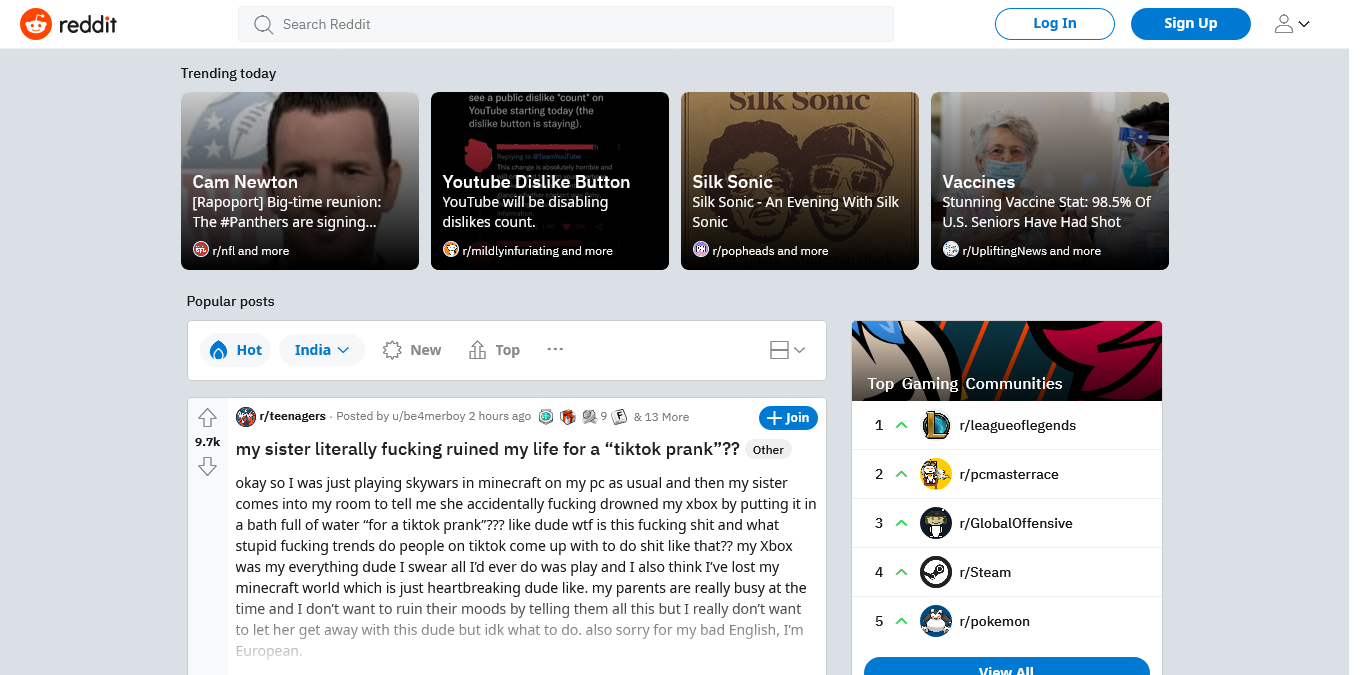 reddit
Search Reddit
Log In
Sign Up
Trending today
Cam Newton
[Rapoport] Big-time reunion:
The #Panthers are signing...
r/nfl and more
see a public dislike "count" on
YouTube starting today (the
dislike button is staying).
Replying to @TeamYouTube
This change is absolutely horrible and
Youtube Dislike Button
YouTube will be disabling
dislikes count.
r/mildlyinfuriating and more
Silk Sonic
Silk Sonic
Silk Sonic - An Evening With Silk
Sonic
r/popheads and more
Vaccines
Stunning Vaccine Stat: 98.5% Of
U.S. Seniors Have Had Shot
r/UpliftingNews and more
Popular posts
Hot
India
New
Top
···
9.7k
r/teenagers · Posted by u/be4merboy 2 hours ago 9 & 13 More
Join
my sister literally fucking ruined my life for a “tiktok prank”?? Other
okay so I was just playing skywars in minecraft on my pc as usual and then my sister
comes into my room to tell me she accidentally fucking drowned my xbox by putting it in
a bath full of water “for a tiktok prank”??? like dude wtf is this fucking shit and what
stupid fucking trends do people on tiktok come up with to do shit like that?? my Xbox
was my everything dude I swear all I’d ever do was play and I also think I’ve lost my
minecraft world which is just heartbreaking dude like. my parents are really busy at the
time and I don’t want to ruin their moods by telling them all this but I really don’t want
to let her get away with this dude but idk what to do. also sorry for my bad English, I’m
European.
Top Gaming Communities
1 r/leagueoflegends
2 r/pcmasterrace
3 r/GlobalOffensive
4 r/Steam
5 r/pokemon
View All